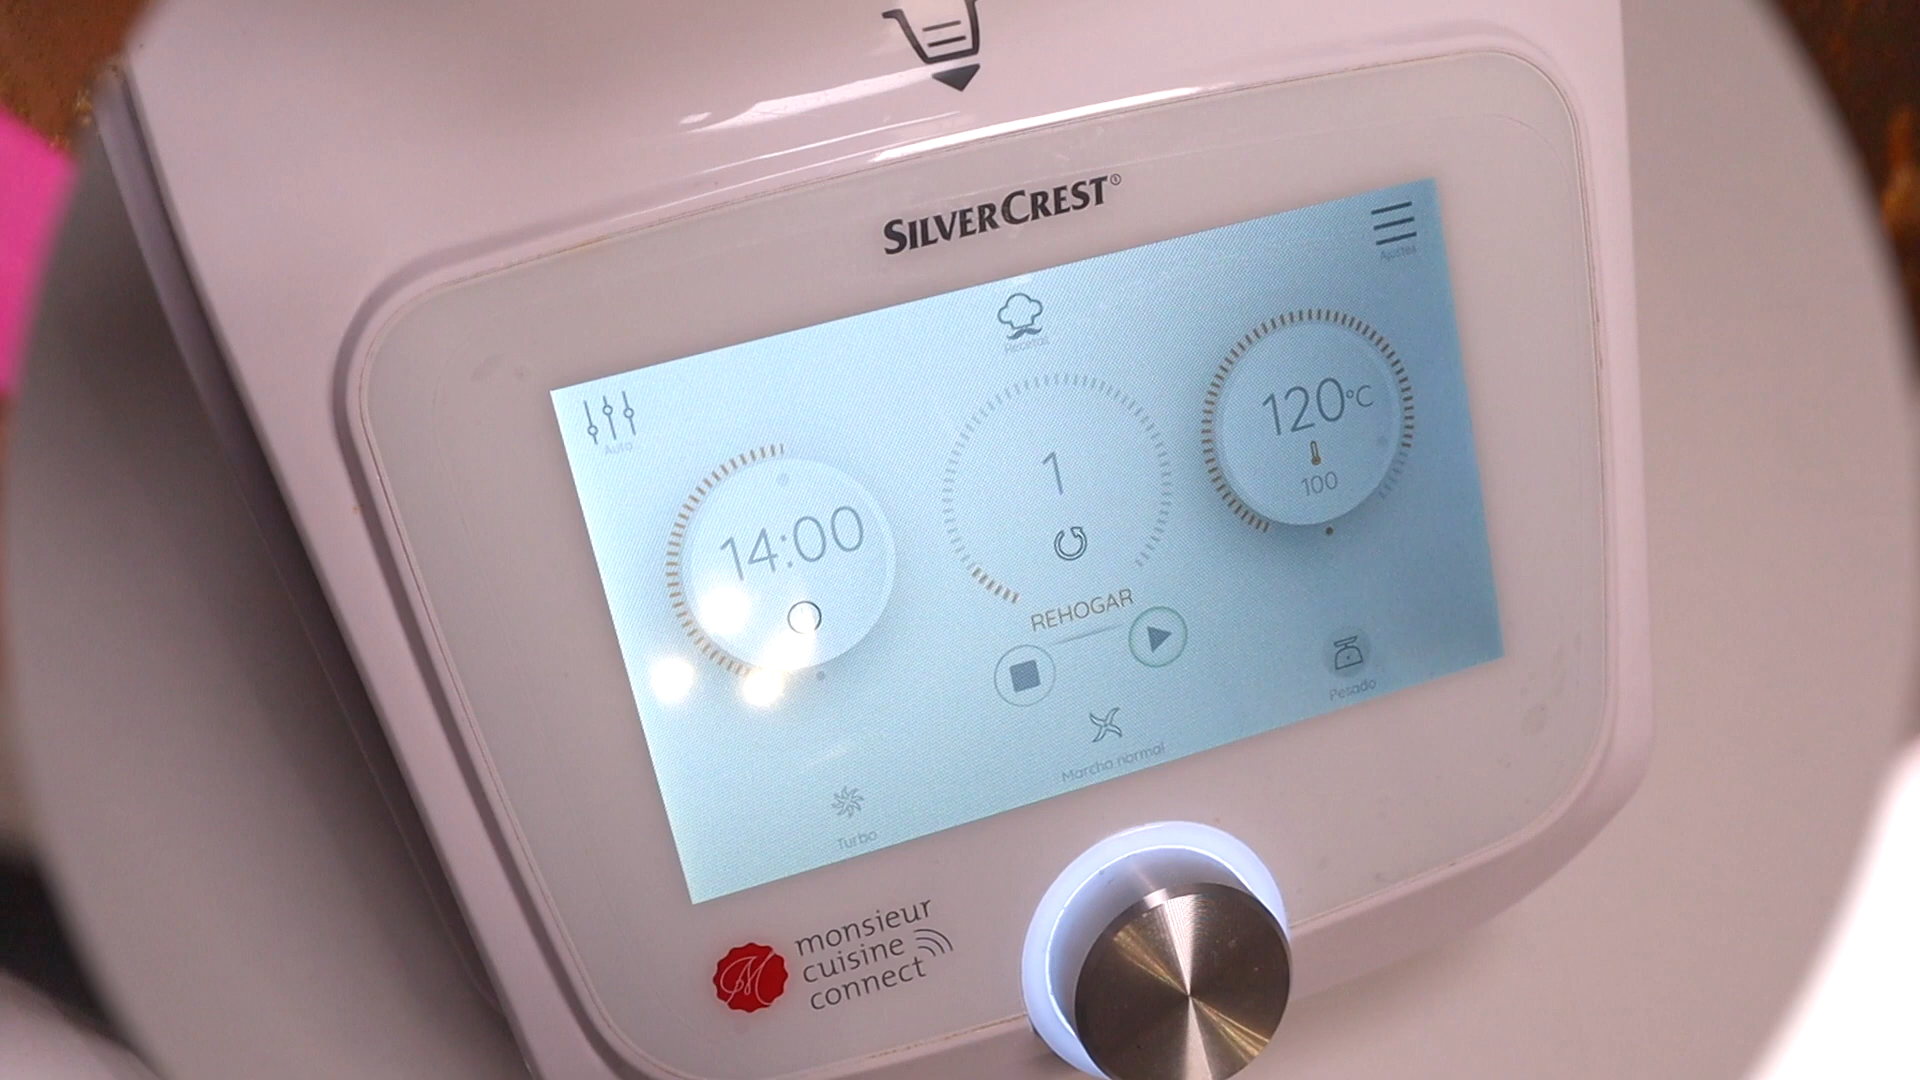 SILVERCREST®
Ajustes
Recetas
Auto
14:00
1
120°C
100
REHOGAR
Pesado
Marcha normal
Turbo
M
monsieur
cuisine
connect